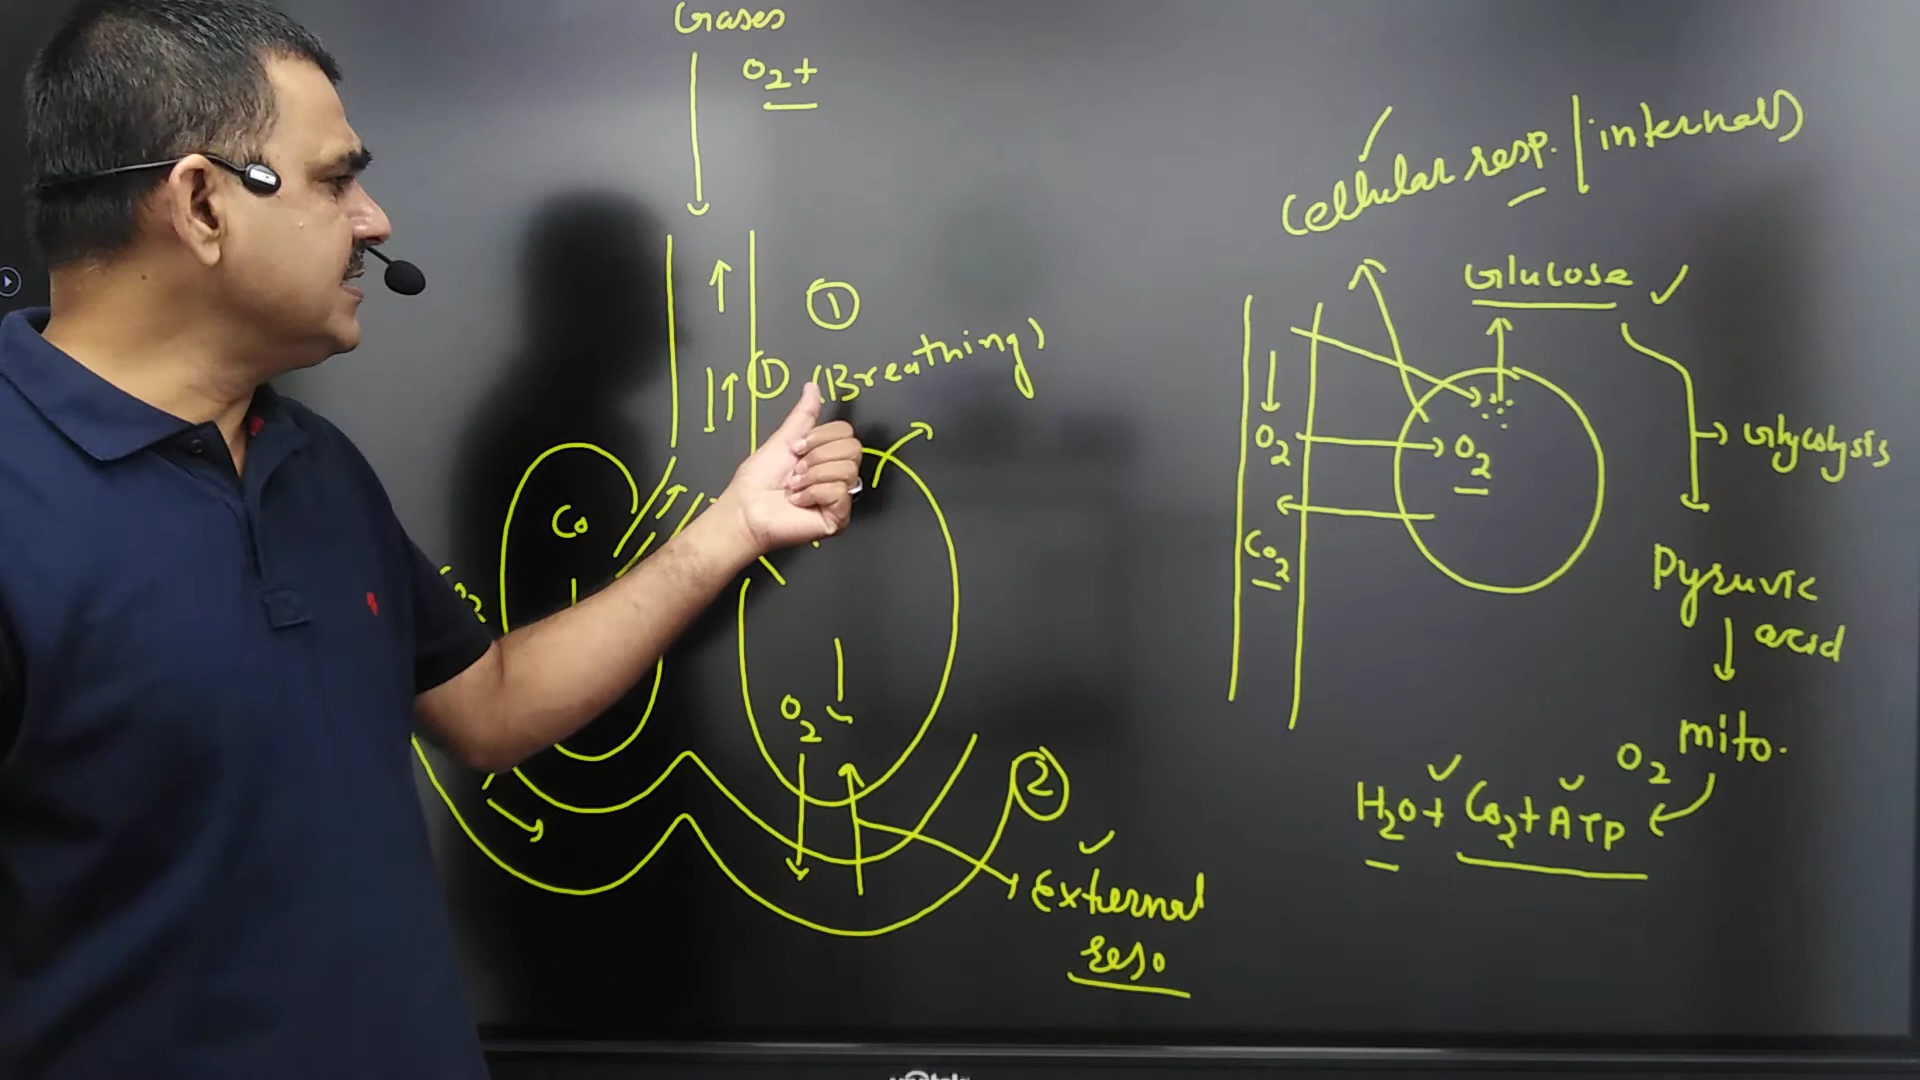 Gases
O2+
①
① (Breathing)
Co
O2
②
External
resp
Cellular resp. / internal)
Glucose
O2
O2
Co2
Glycolysis
Pyruvic
acid
mito.
O2
H2O+ Co2+ATP